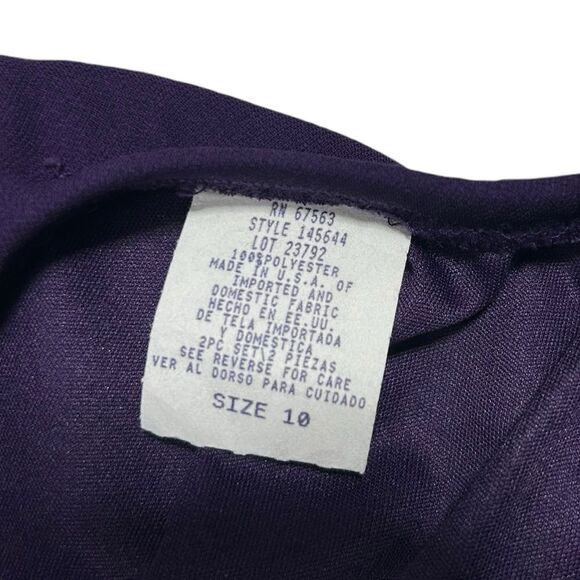 RN 67563
STYLE 145644
LOT 23792
100%POLYESTER
MADE IN U.S.A. OF
IMPORTED AND
DOMESTIC FABRIC
HECHO EN EE.UU.
DE TELA IMPORTADA
Y DOMESTICA
2PC SET\2 PIEZAS
SEE REVERSE FOR CARE
VER AL DORSO PARA CUIDADO
SIZE 10